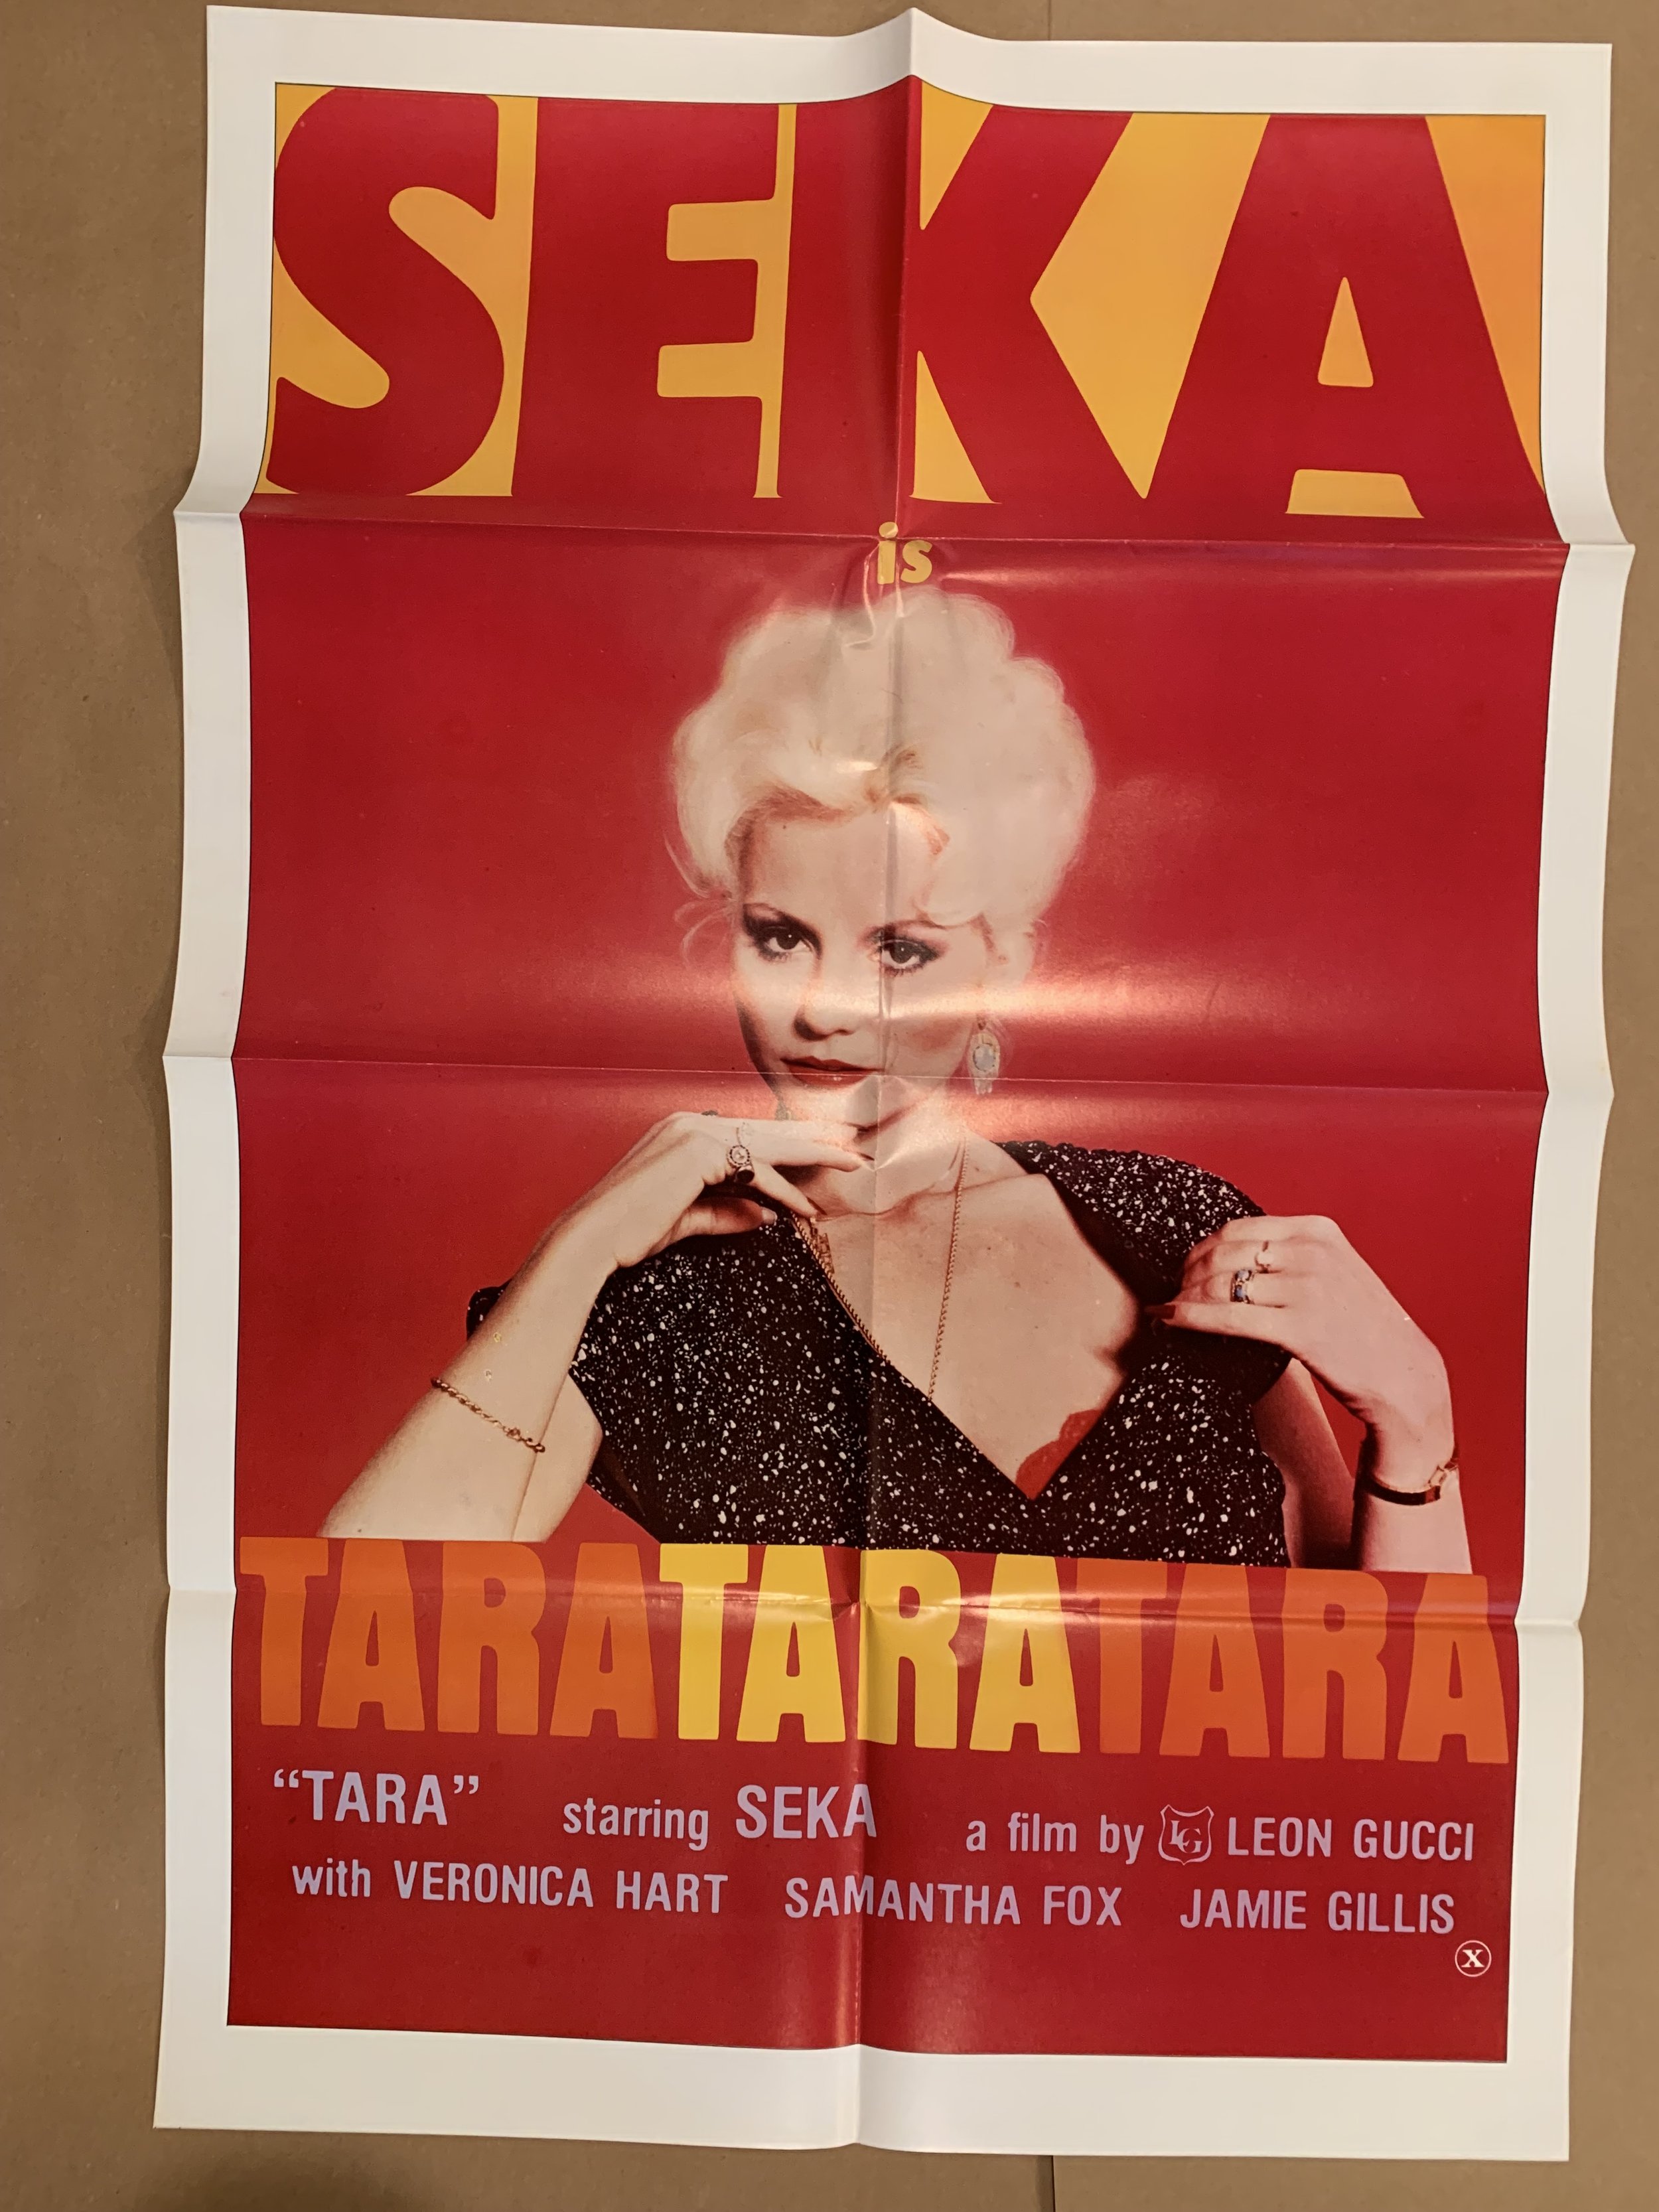 SEKA
is
TARATARATARA
“TARA” starring SEKA a film by LG LEON GUCCI
with VERONICA HART SAMANTHA FOX JAMIE GILLIS
X